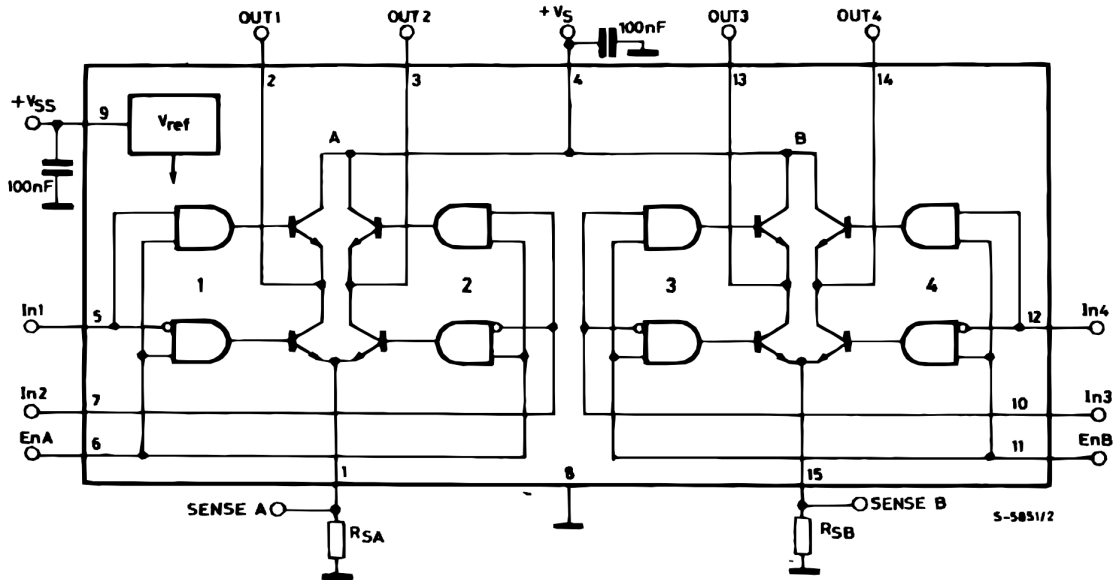 OUT1 OUT2 +VS 100nF OUT3 OUT4
2 3 4 13 14
+VSS 9 Vref A B
100nF
1 2 3 4
In1 5 12 In4
In2 7 10 In3
EnA 6 11 EnB
1 8 15
SENSE A SENSE B
RSA RSB S-5851/2